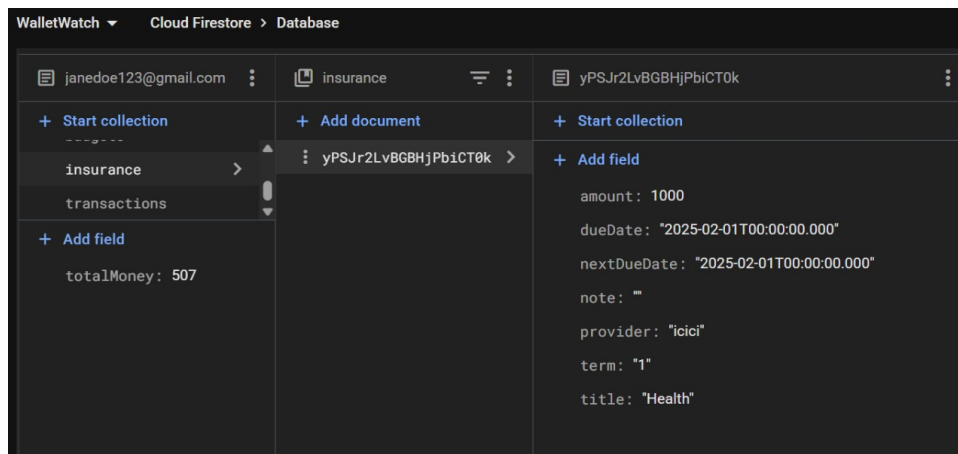 WalletWatch Cloud Firestore > Database
janedoe123@gmail.com
+ Start collection
budgets
insurance >
transactions
+ Add field
totalMoney: 507
insurance
+ Add document
yPSJr2LvBGBHjPbiCT0k >
yPSJr2LvBGBHjPbiCT0k
+ Start collection
+ Add field
amount: 1000
dueDate: "2025-02-01T00:00:00.000"
nextDueDate: "2025-02-01T00:00:00.000"
note: ""
provider: "icici"
term: "1"
title: "Health"